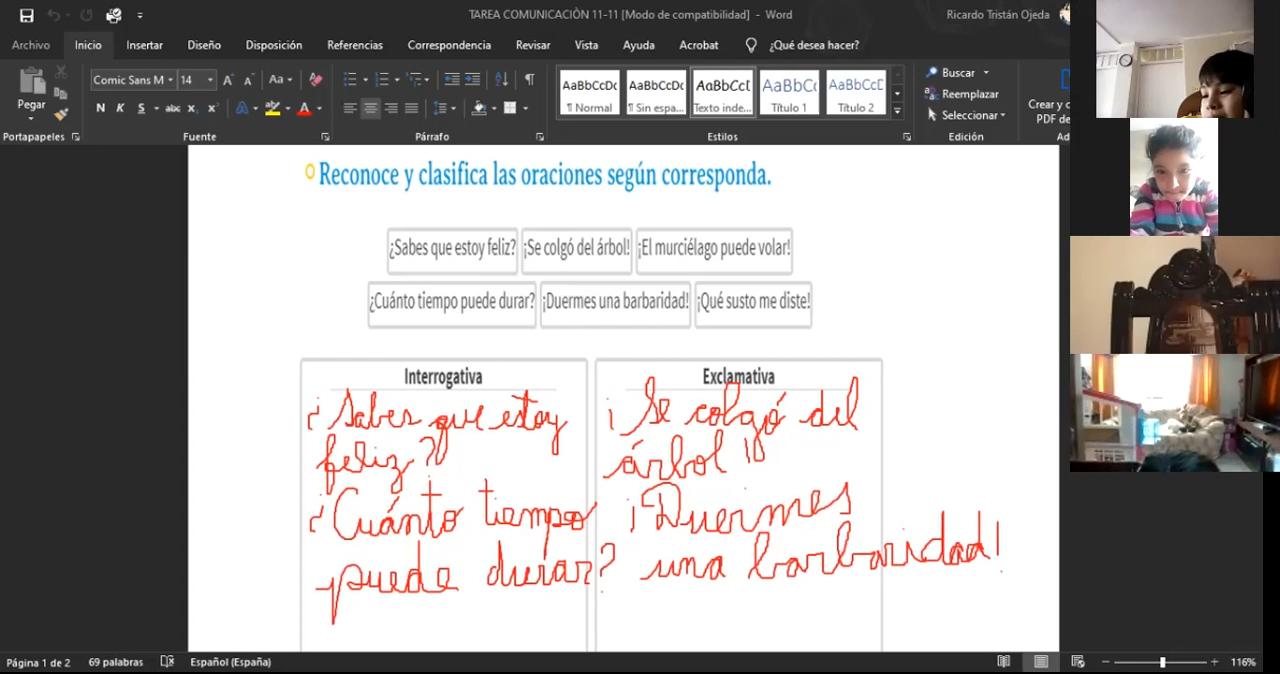 TAREA COMUNICACIÒN 11-11 [Modo de compatibilidad] - Word
Ricardo Tristán Ojeda
Archivo Inicio Insertar Diseño Disposición Referencias Correspondencia Revisar Vista Ayuda Acrobat ¿Qué desea hacer?
Pegar
Comic Sans M 14
N K S abc x₂ x²
Portapapeles Fuente Párrafo Estilos Edición
AaBbCcDc AaBbCcDc AaBbCcL AaBbCc AaBbCcD
¶ Normal ¶ Sin espa... Texto inde... Título 1 Título 2
Buscar
Reemplazar
Seleccionar
Crear y c
PDF de
Reconoce y clasifica las oraciones según corresponda.
¿Sabes que estoy feliz? ¡Se colgó del árbol! ¡El murciélago puede volar!
¿Cuánto tiempo puede durar? ¡Duermes una barbaridad! ¡Qué susto me diste!
Interrogativa
¿Sabes que estoy
feliz?
¿Cuánto tiempo
puede durar?
Exclamativa
¡Se colgó del
árbol!
¡Duermes
una barbaridad!
Página 1 de 2 69 palabras Español (España) 116%